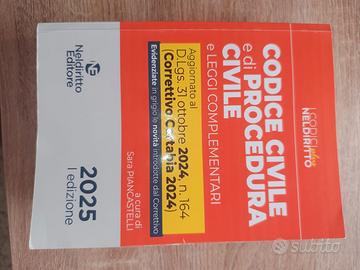 I CODICI plus
NELDIRITTO
CODICE CIVILE
e di PROCEDURA
CIVILE
e LEGGI COMPLEMENTARI
Aggiornato al
D.Lgs. 31 ottobre 2024, n. 164
(Correttivo Cartabia 2024)
Evidenziate in grigio le novità introdotte dal Correttivo
a cura di
Sara PIANCASTELLI
2025
I edizione
Neldiritto
Editore
subito